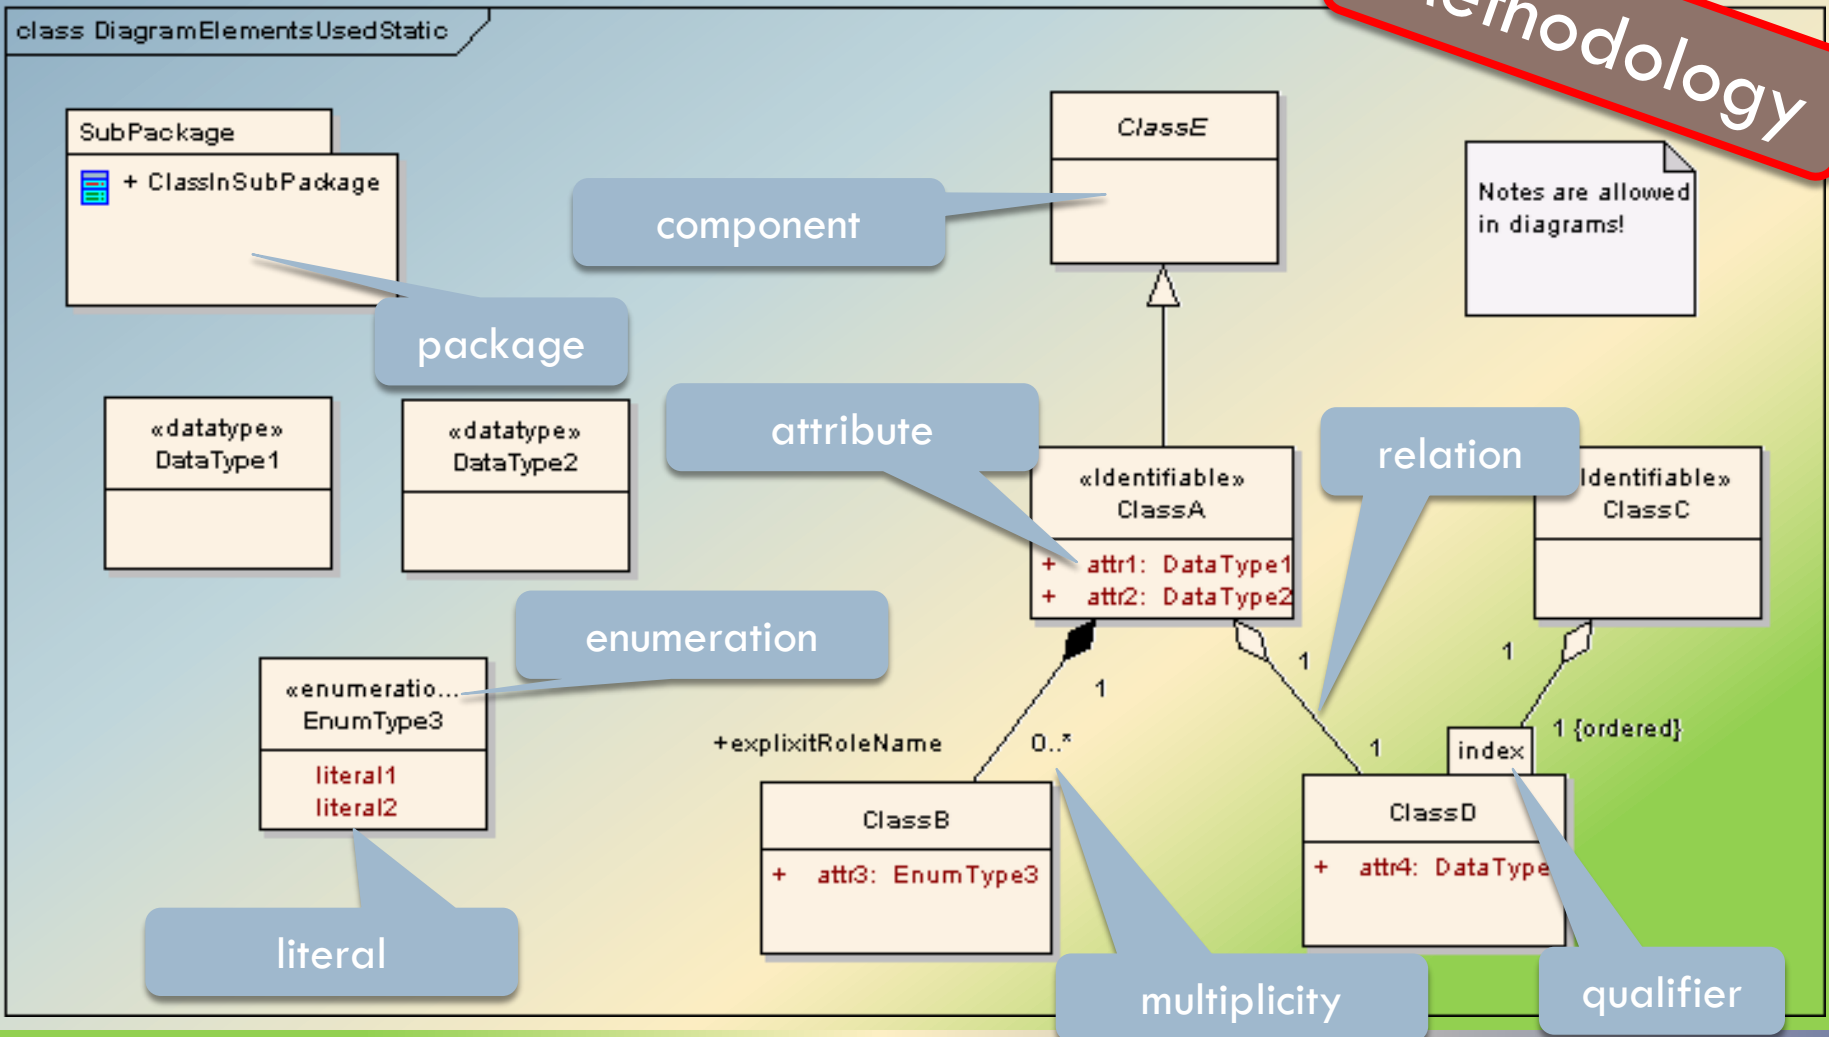 class DiagramElementsUsedStatic
ethodology
SubPackage
+ ClassInSubPackage
package
component
ClassE
Notes are allowed
in diagrams!
«datatype»
DataType1
«datatype»
DataType2
attribute
relation
«Identifiable»
ClassA
+ attr1: DataType1
+ attr2: DataType2
Identifiable»
ClassC
enumeration
«enumeratio...
EnumType3
literal1
literal2
literal
1
+explixitRoleName
0..*
1
1
1
1 {ordered}
index
ClassB
+ attr3: EnumType3
ClassD
+ attr4: DataType
multiplicity
qualifier